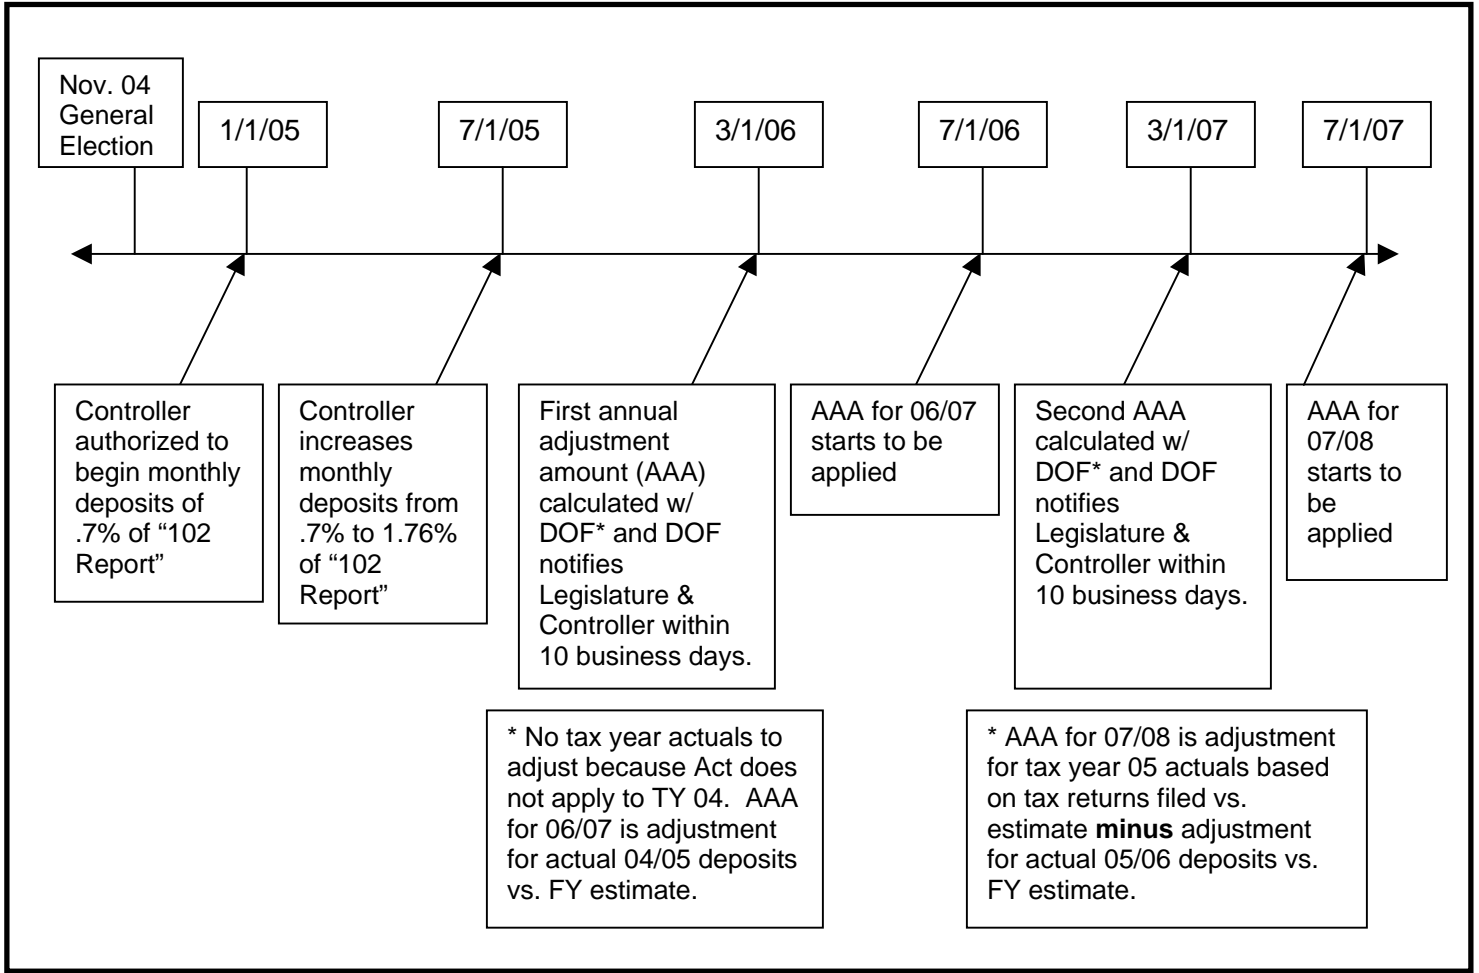 Nov. 04
General
Election
1/1/05
7/1/05
3/1/06
7/1/06
3/1/07
7/1/07
Controller
authorized to
begin monthly
deposits of
.7% of “102
Report”
Controller
increases
monthly
deposits from
.7% to 1.76%
of “102
Report”
First annual
adjustment
amount (AAA)
calculated w/
DOF* and DOF
notifies
Legislature &
Controller within
10 business days.
AAA for 06/07
starts to be
applied
Second AAA
calculated w/
DOF* and DOF
notifies
Legislature &
Controller within
10 business days.
AAA for
07/08
starts to
be
applied
* No tax year actuals to
adjust because Act does
not apply to TY 04.  AAA
for 06/07 is adjustment
for actual 04/05 deposits
vs. FY estimate.
* AAA for 07/08 is adjustment
for tax year 05 actuals based
on tax returns filed vs.
estimate minus adjustment
for actual 05/06 deposits vs.
FY estimate.